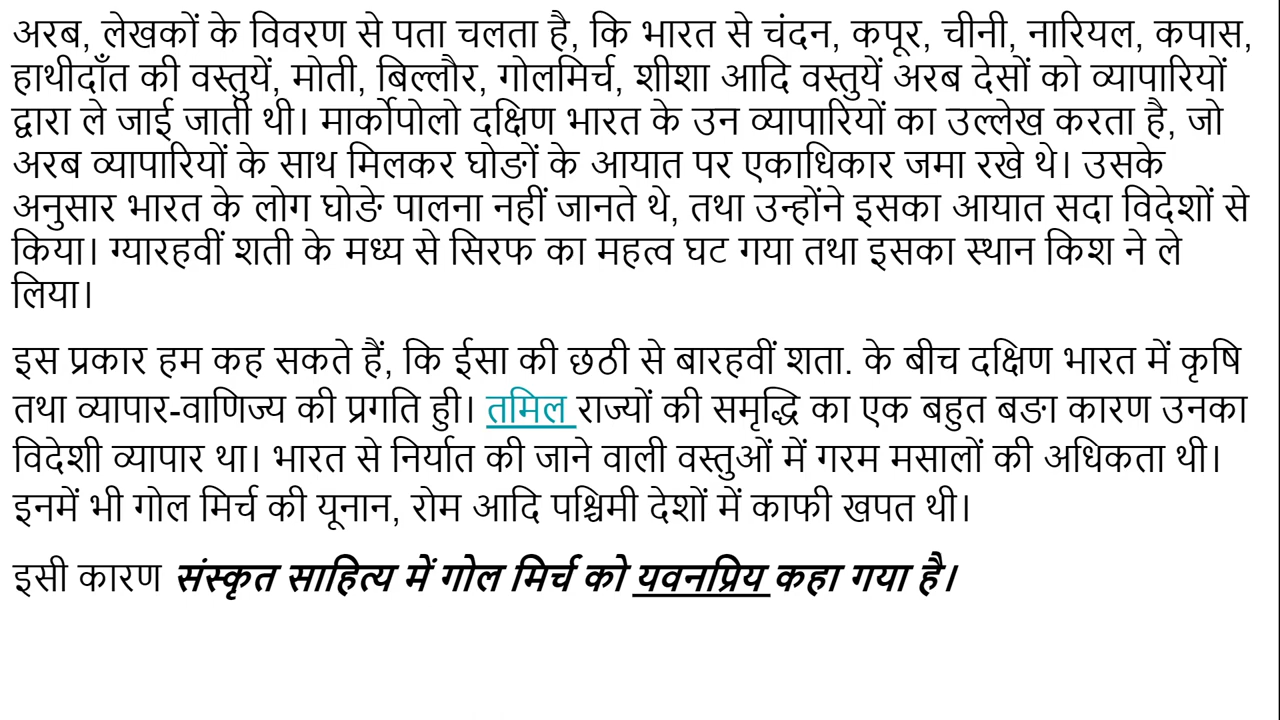 अरब, लेखकों के विवरण से पता चलता है, कि भारत से चंदन, कपूर, चीनी, नारियल, कपास,
हाथीदाँत की वस्तुयें, मोती, बिल्लौर, गोलमिर्च, शीशा आदि वस्तुयें अरब देसों को व्यापारियों
द्वारा ले जाई जाती थी। मार्कोपोलो दक्षिण भारत के उन व्यापारियों का उल्लेख करता है, जो
अरब व्यापारियों के साथ मिलकर घोङों के आयात पर एकाधिकार जमा रखे थे। उसके
अनुसार भारत के लोग घोङे पालना नहीं जानते थे, तथा उन्होंने इसका आयात सदा विदेशों से
किया। ग्यारहवीं शती के मध्य से सिरफ का महत्व घट गया तथा इसका स्थान किश ने ले
लिया।
इस प्रकार हम कह सकते हैं, कि ईसा की छठी से बारहवीं शता. के बीच दक्षिण भारत में कृषि
तथा व्यापार-वाणिज्य की प्रगति हुी। तमिल राज्यों की समृद्धि का एक बहुत बङा कारण उनका
विदेशी व्यापार था। भारत से निर्यात की जाने वाली वस्तुओं में गरम मसालों की अधिकता थी।
इनमें भी गोल मिर्च की यूनान, रोम आदि पश्चिमी देशों में काफी खपत थी।
इसी कारण संस्कृत साहित्य में गोल मिर्च को यवनप्रिय कहा गया है।